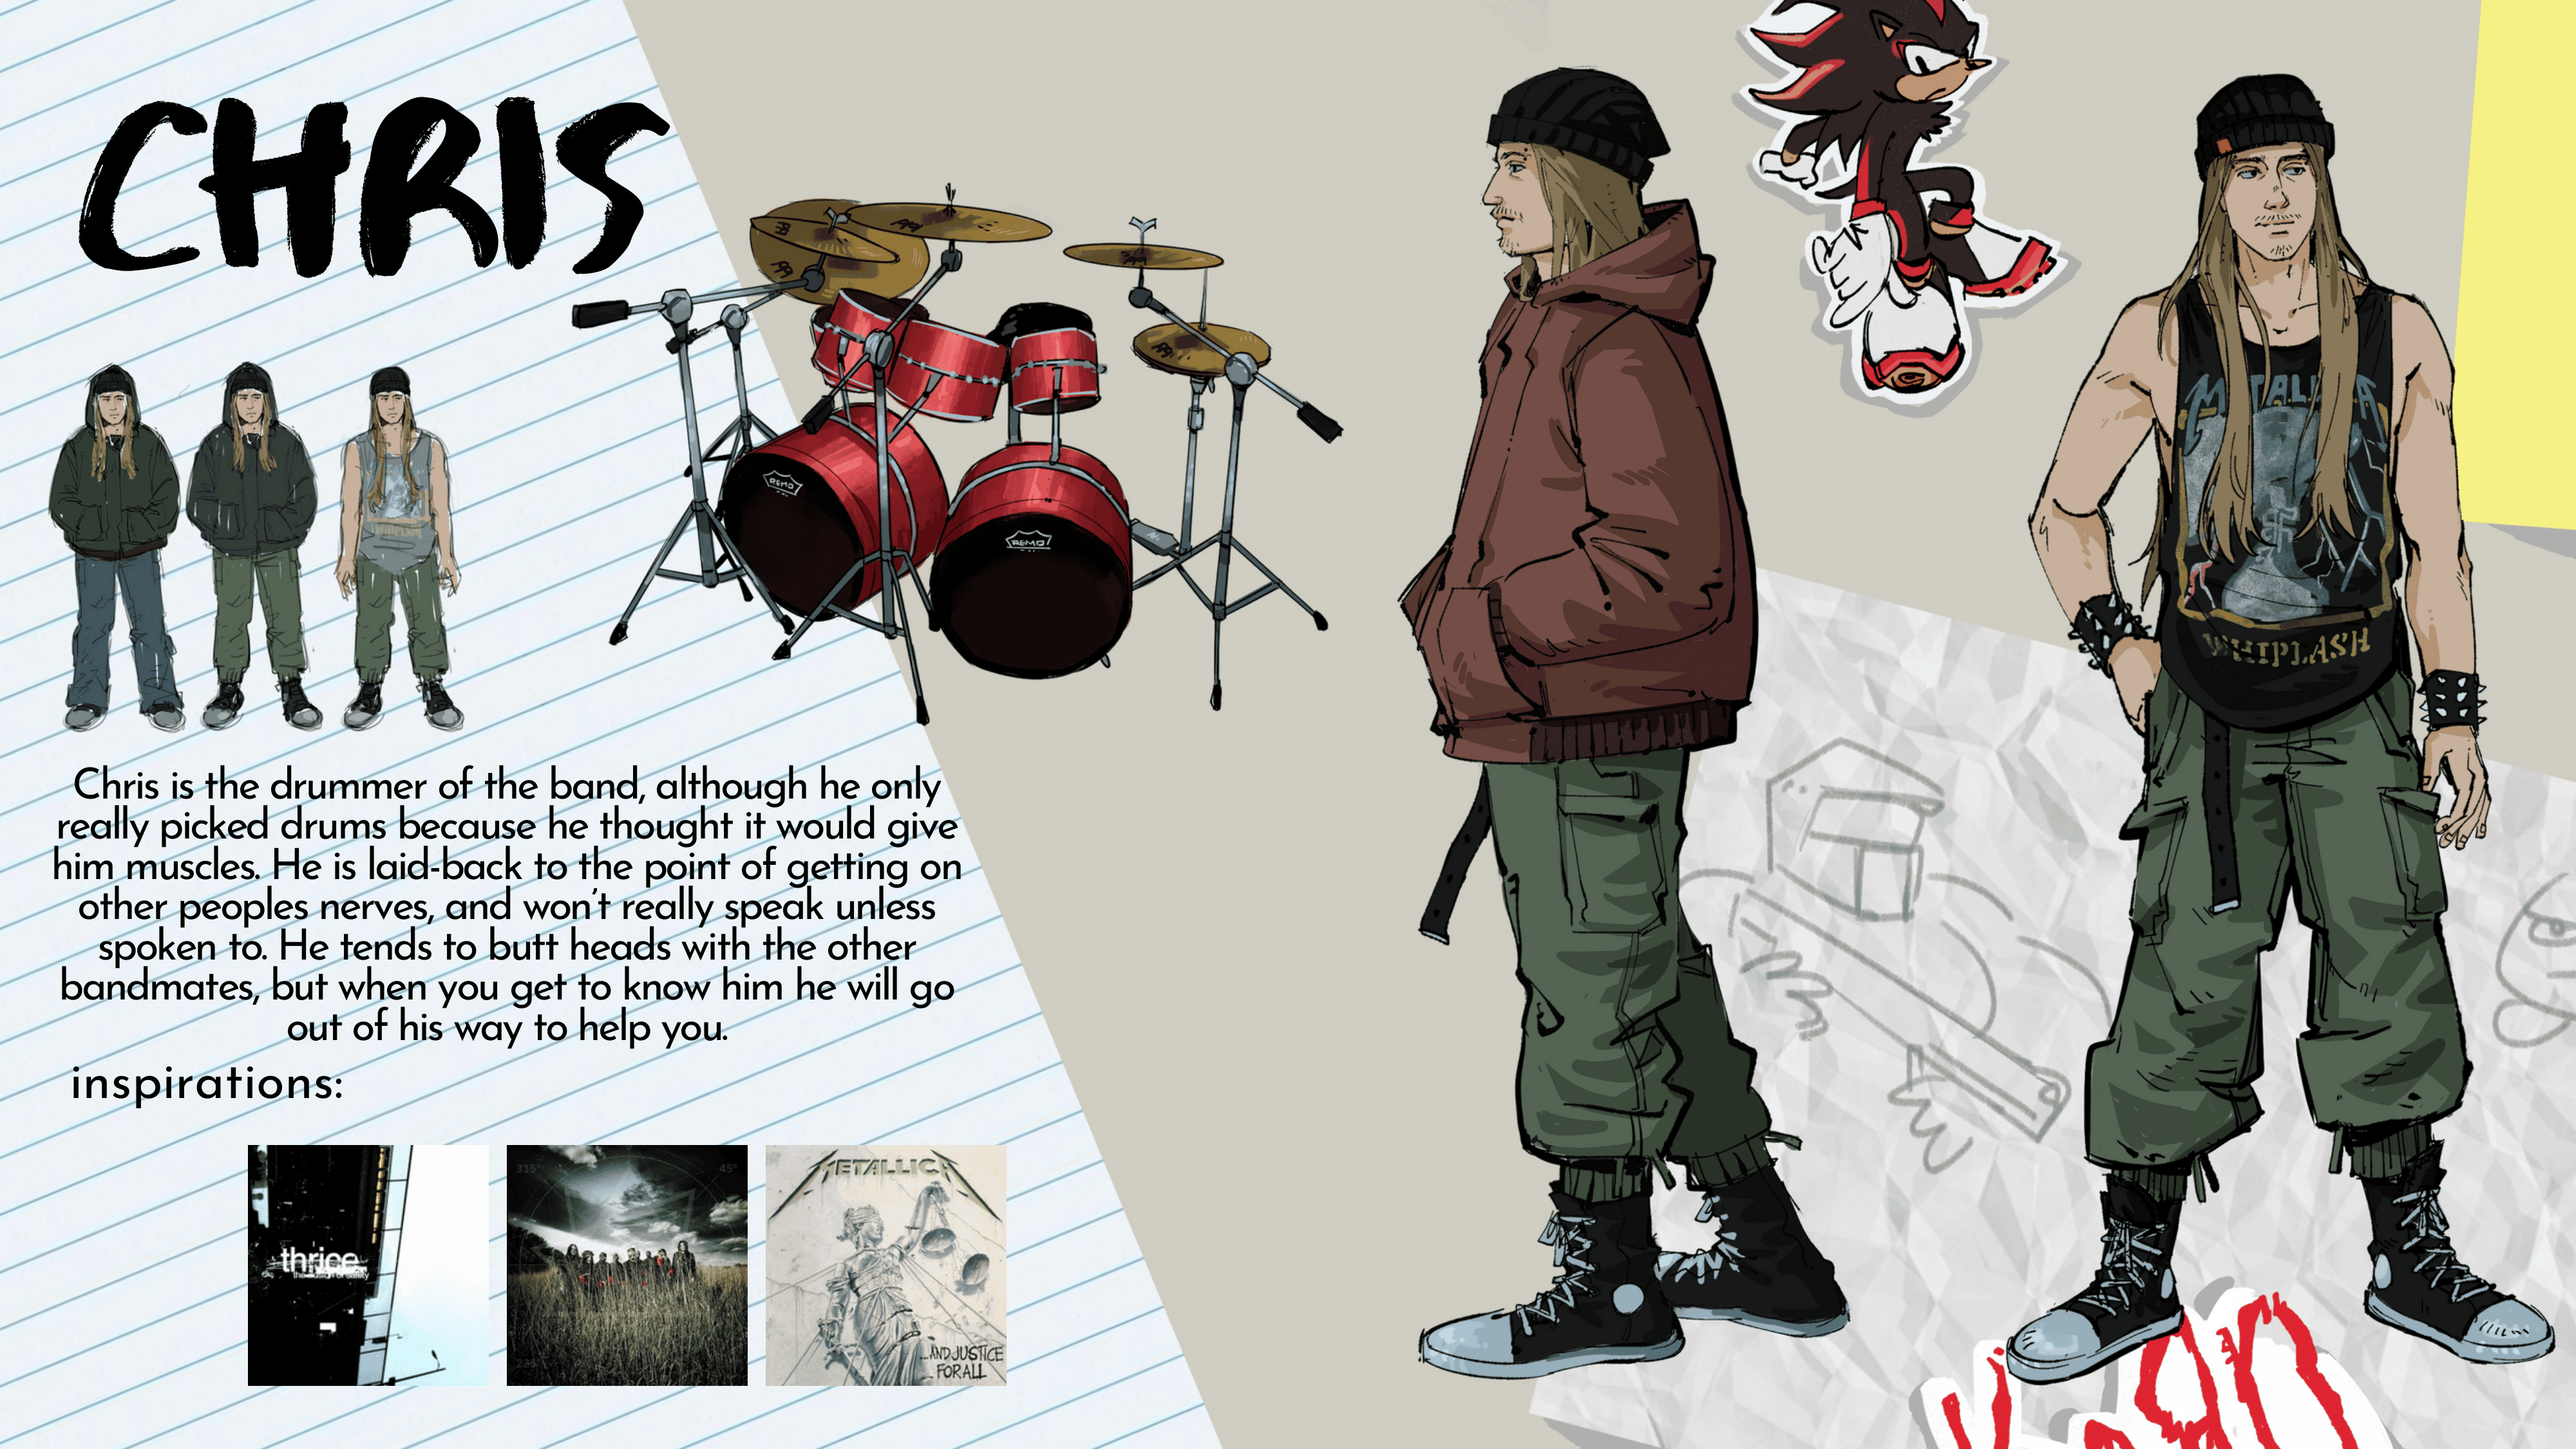 CHRIS
REMO
REMO
METALLICA
WHIPLASH
Chris is the drummer of the band, although he only
really picked drums because he thought it would give
him muscles. He is laid-back to the point of getting on
other peoples nerves, and won't really speak unless
spoken to. He tends to butt heads with the other
bandmates, but when you get to know him he will go
out of his way to help you.
inspirations:
thrice
315°
45°
METALLICA
...AND JUSTICE
FOR ALL